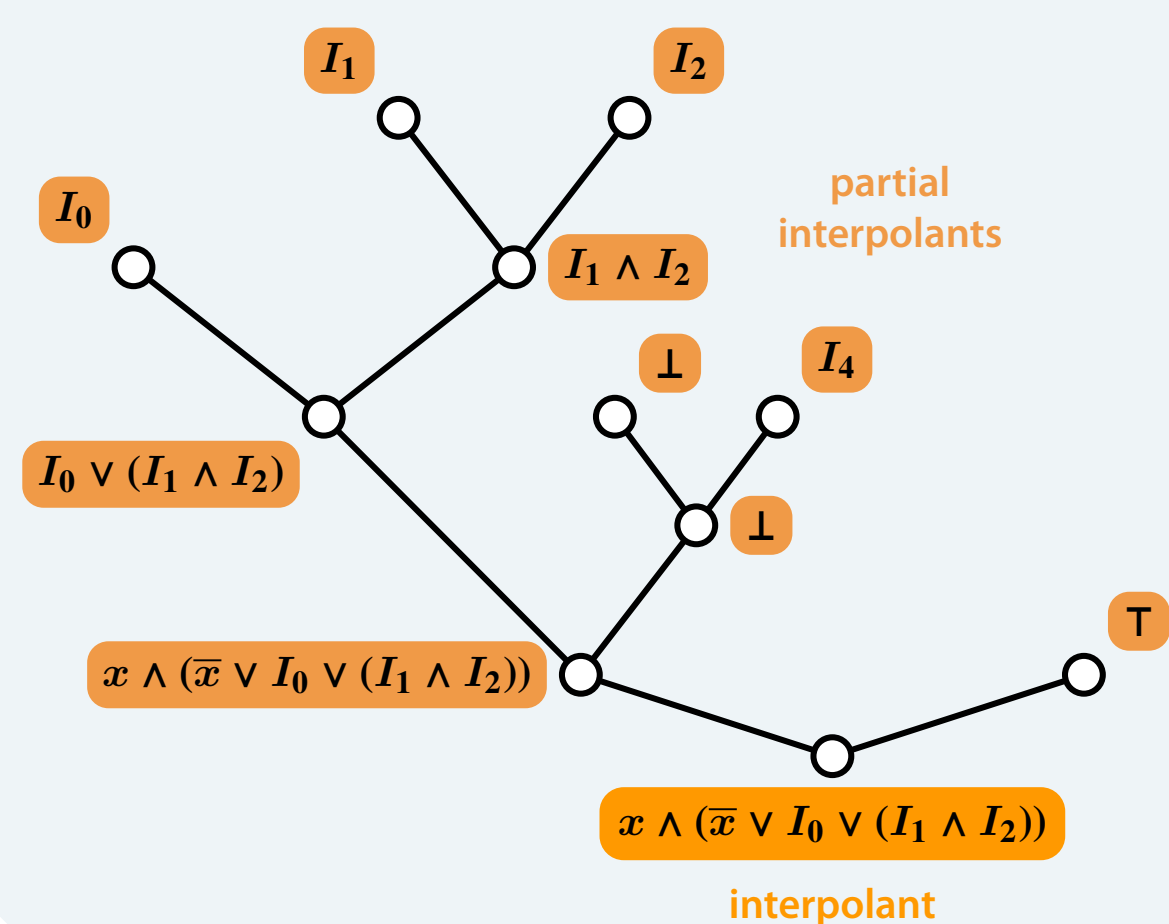 I₁
I₂
partial
interpolants
I₀
I₁ ∧ I₂
⊥
I₄
I₀ ∨ (I₁ ∧ I₂)
⊥
⊤
x ∧ (x̅ ∨ I₀ ∨ (I₁ ∧ I₂))
x ∧ (x̅ ∨ I₀ ∨ (I₁ ∧ I₂))
interpolant